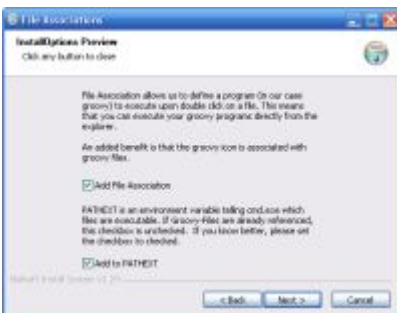 File Associations
InstallOptions Preview
Click any button to close
File Association allows us to define a program (in our case
groovy) to execute upon double click on a file. This means
that you can execute your groovy programs directly from the
explorer.
An added benefit is that the groovy icon is associated with
groovy files.
Add File Association
PATHEXT is an environment variable telling cmd.exe which
files are executable. If Groovy-Files are already referenced,
this checkbox is unchecked. If you know better, please set
the checkbox to checked.
Add to PATHEXT
Nullsoft Install System
< Back
Next >
Cancel